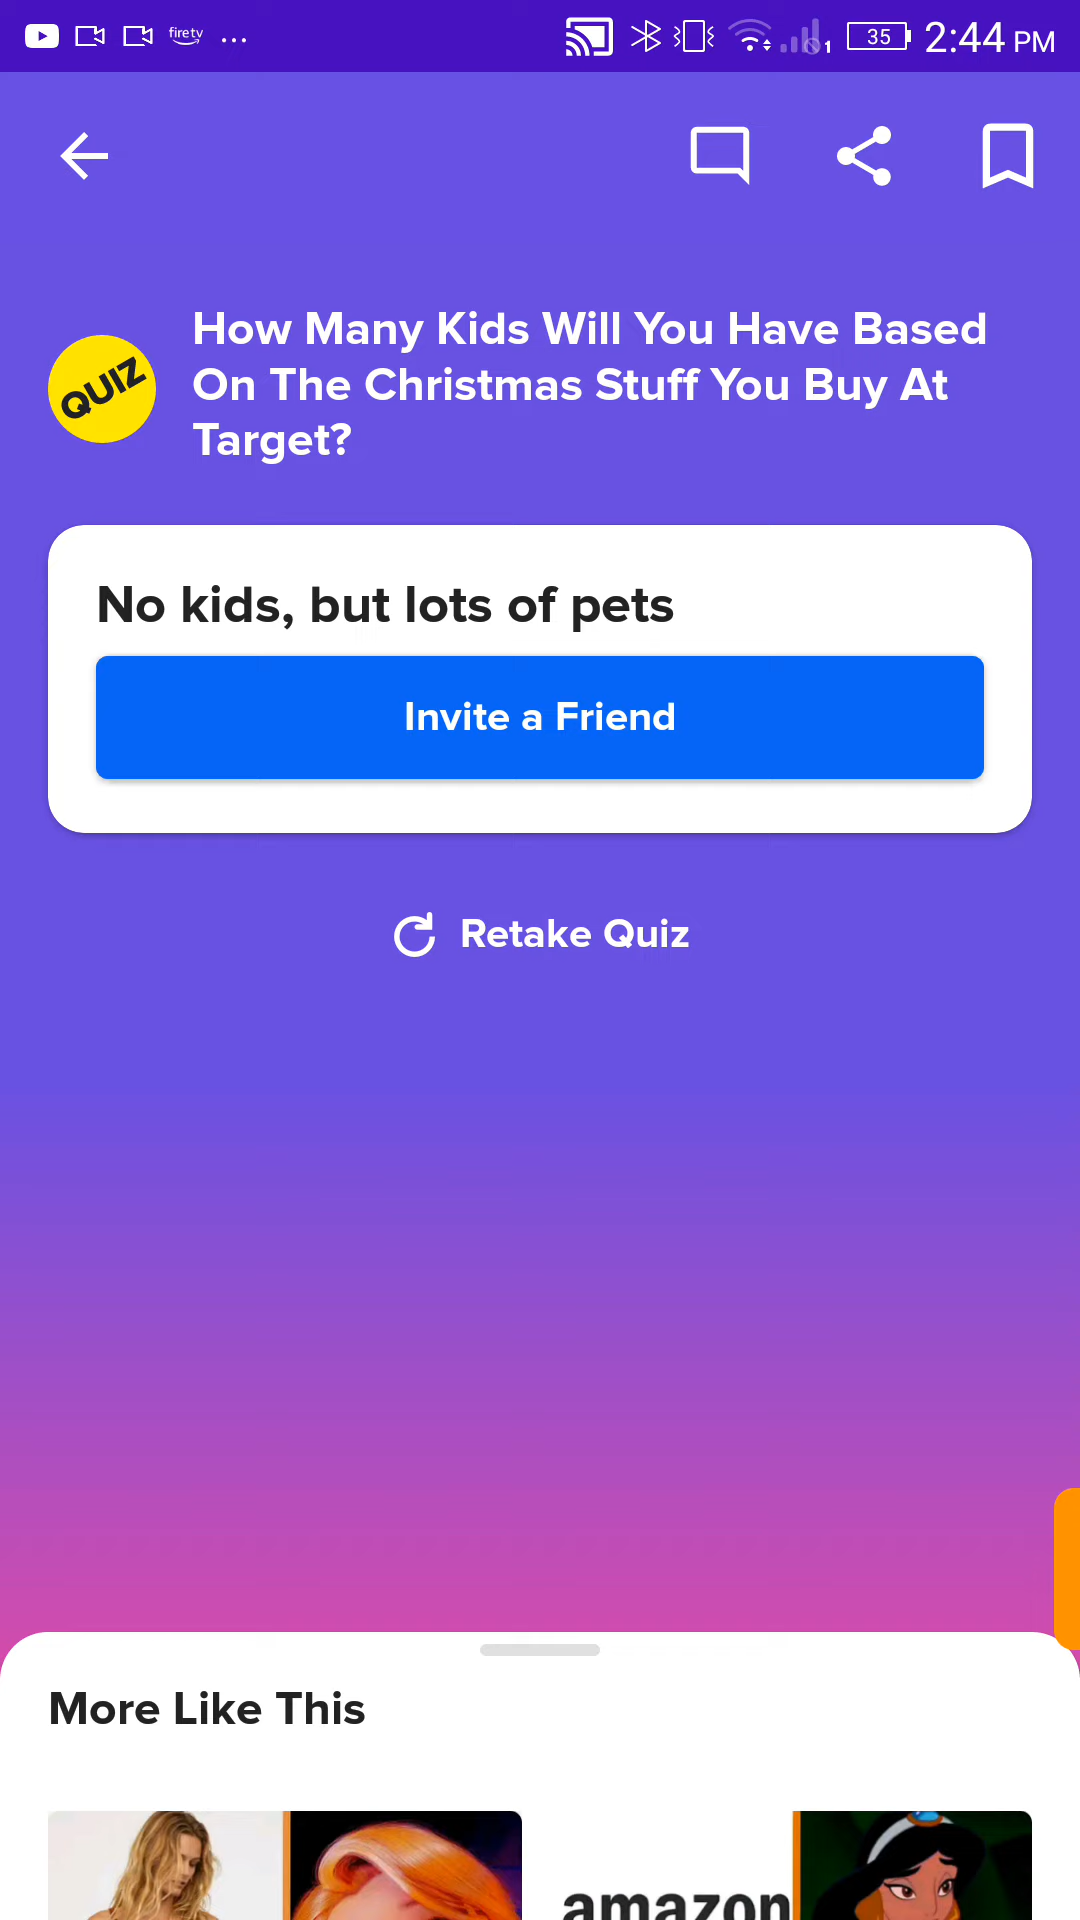 firetv
35
2:44 PM
QUIZ
How Many Kids Will You Have Based
On The Christmas Stuff You Buy At
Target?
No kids, but lots of pets
Invite a Friend
Retake Quiz
More Like This
amazon